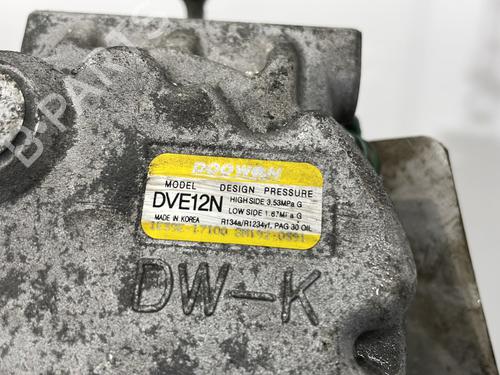 B-PARTS
DOOWON
MODEL DESIGN PRESSURE
DVE12N HIGH SIDE 3.53MPa G
LOW SIDE 1.67MPa G
MADE IN KOREA R134a/R1234yf, PAG 30 OIL
DW-K